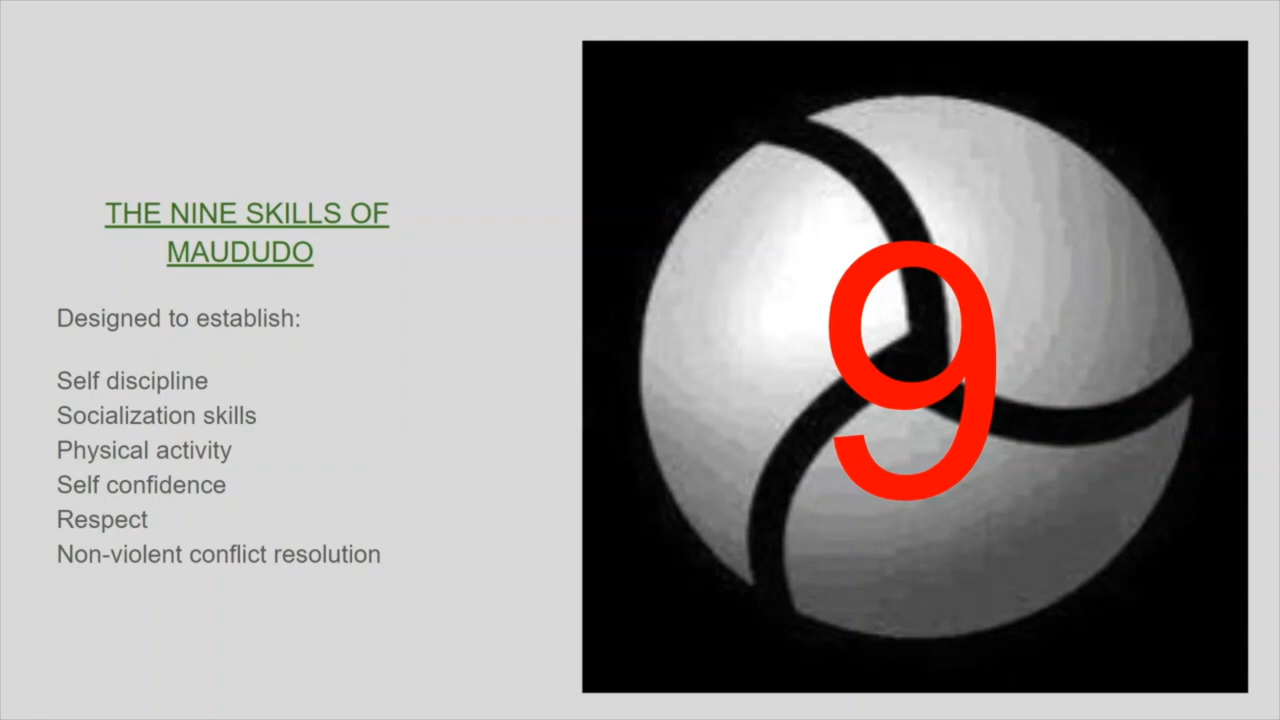 THE NINE SKILLS OF
MAUDUDO
Designed to establish:
Self discipline
Socialization skills
Physical activity
Self confidence
Respect
Non-violent conflict resolution
9